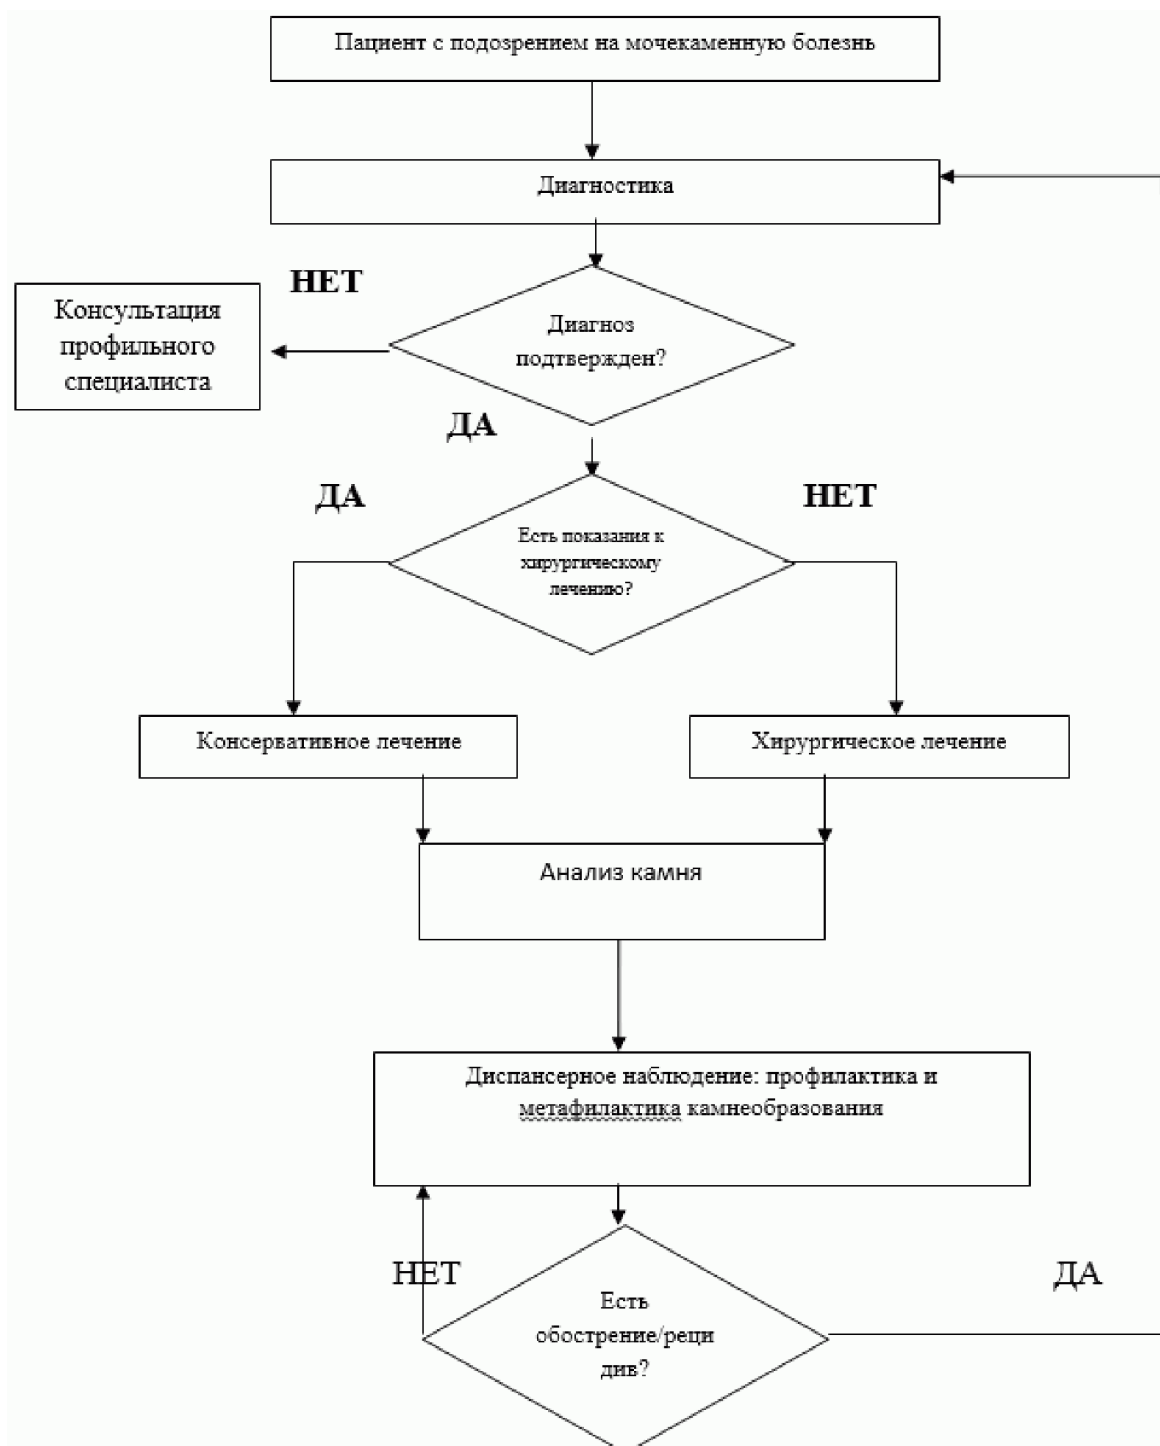 Пациент с подозрением на мочекаменную болезнь
Диагностика
НЕТ
Консультация
профильного
специалиста
Диагноз
подтвержден?
ДА
ДА
НЕТ
Есть показания к
хирургическому
лечению?
Консервативное лечение
Хирургическое лечение
Анализ камня
Диспансерное наблюдение: профилактика и
метафилактика камнеобразования
НЕТ
ДА
Есть
обострение/реци
див?